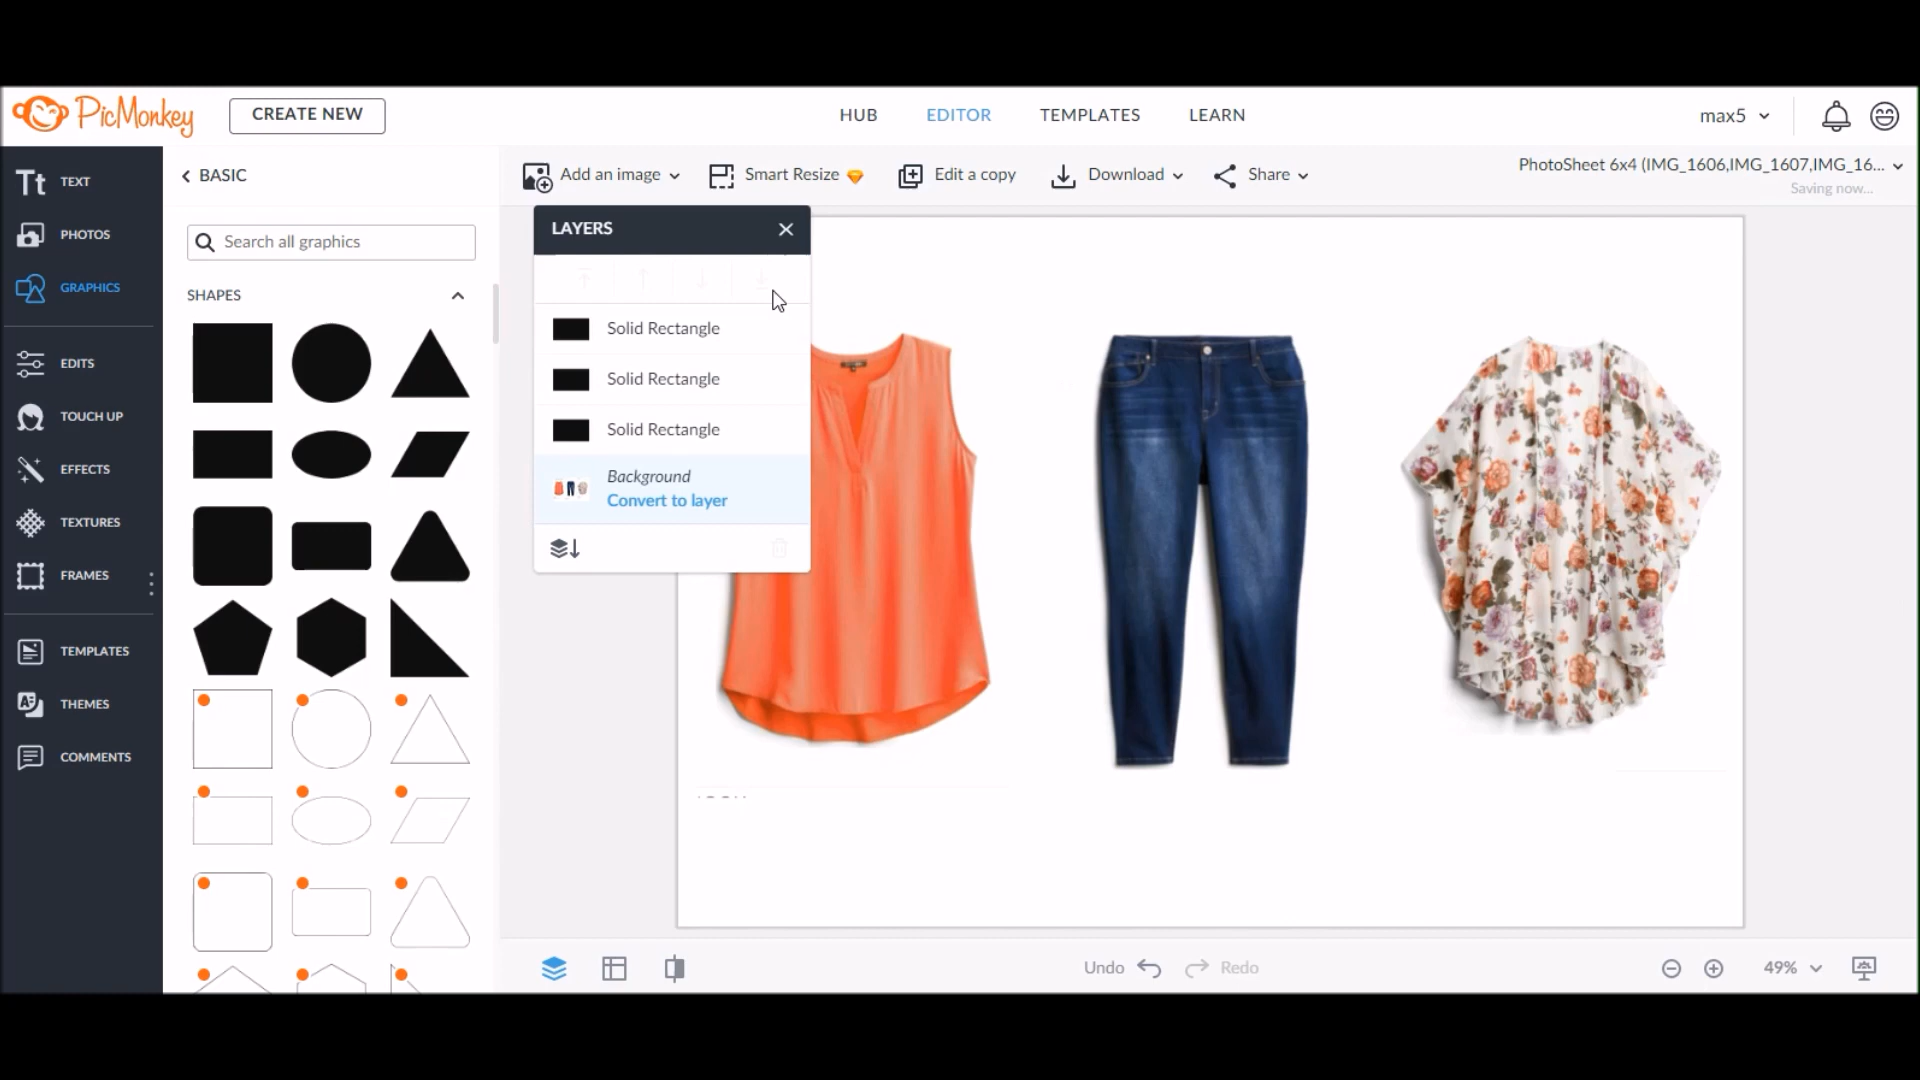 PicMonkey
CREATE NEW
HUB
EDITOR
TEMPLATES
LEARN
max5
Tt TEXT
PHOTOS
GRAPHICS
EDITS
TOUCH UP
EFFECTS
TEXTURES
FRAMES
TEMPLATES
THEMES
COMMENTS
BASIC
Search all graphics
SHAPES
Add an image
Smart Resize
Edit a copy
Download
Share
PhotoSheet 6x4 (IMG_1606,IMG_1607,IMG_16...
Saving now...
LAYERS
Solid Rectangle
Solid Rectangle
Solid Rectangle
Background
Convert to layer
Undo
Redo
49%